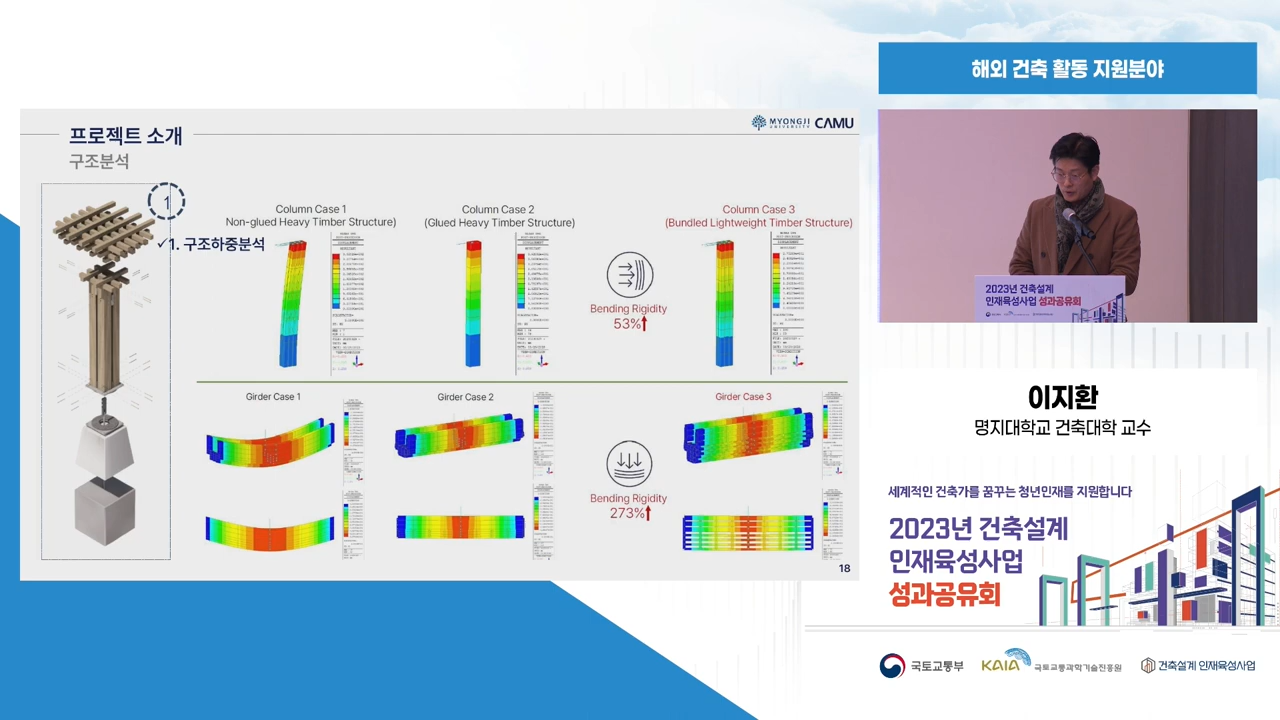 해외 건축 활동 지원분야
프로젝트 소개
구조분석
MYONGJI
UNIVERSITY
CAMU
1
✓1. 구조하중분석
Column Case 1
Non-glued Heavy Timber Structure)
Column Case 2
(Glued Heavy Timber Structure)
Column Case 3
(Bundled Lightweight Timber Structure)
Bending Rigidity
53%
Girder Case 1
Girder Case 2
Girder Case 3
Bending Rigidity
273%
18
2023년 건축설계
인재육성사업 성과공유회
이지환
명지대학교 건축대학 교수
세계적인 건축가를 꿈꾸는 청년인재를 지원합니다
2023년 건축설계
인재육성사업
성과공유회
국토교통부
KAIA 국토교통과학기술진흥원
건축설계 인재육성사업